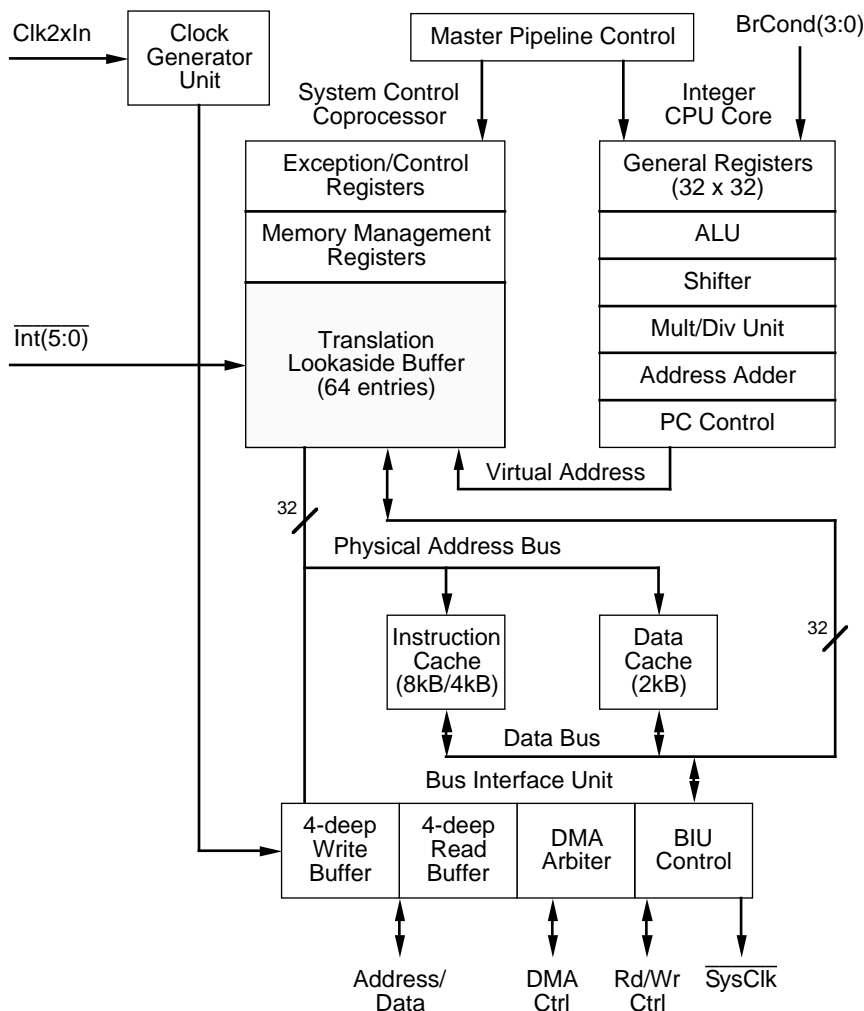 Clk2xIn
Clock
Generator
Unit
Master Pipeline Control
BrCond(3:0)
System Control
Coprocessor
Integer
CPU Core
Exception/Control
Registers
General Registers
(32 x 32)
Memory Management
Registers
ALU
Shifter
Int(5:0)
Translation
Lookaside Buffer
(64 entries)
Mult/Div Unit
Address Adder
PC Control
Virtual Address
32
Physical Address Bus
Instruction
Cache
(8kB/4kB)
Data
Cache
(2kB)
32
Data Bus
Bus Interface Unit
4-deep
Write
Buffer
4-deep
Read
Buffer
DMA
Arbiter
BIU
Control
Address/
Data
DMA
Ctrl
Rd/Wr
Ctrl
SysClk